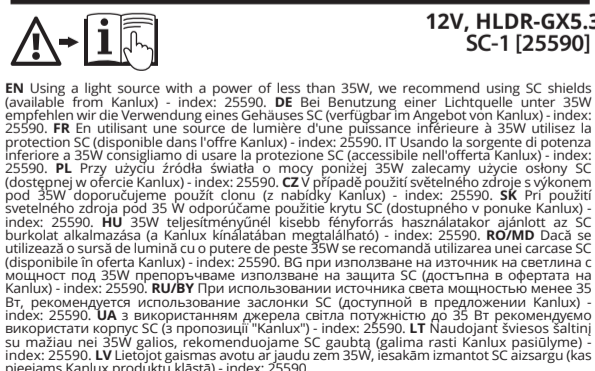 12V, HLDR-GX5.3
SC-1 [25590]
i
EN Using a light source with a power of less than 35W, we recommend using SC shields
(available from Kanlux) - index: 25590. DE Bei Benutzung einer Lichtquelle unter 35W
empfehlen wir die Verwendung eines Gehäuses SC (verfügbar im Angebot von Kanlux) - index:
25590. FR En utilisant une source de lumière d'une puissance inférieure à 35W utilisez la
protection SC (disponible dans l'offre Kanlux) - index: 25590. IT Usando la sorgente di potenza
inferiore a 35W consigliamo di usare la protezione SC (accessibile nell'offerta Kanlux) - index:
25590. PL Przy użyciu źródła światła o mocy poniżej 35W zalecamy użycie osłony SC
(dostępnej w ofercie Kanlux) - index: 25590. CZ V případě použití světelného zdroje s výkonem
pod 35W doporučujeme použít clonu (z nabídky Kanlux) - index: 25590. SK Pri použití
svetelného zdroja pod 35 W odporúčame použitie krytu SC (dostupného v ponuke Kanlux) -
index: 25590. HU 35W teljesítményűnél kisebb fényforrás használatakor ajánlott az SC
burkolat alkalmazása (a Kanlux kínálatában megtalálható) - index: 25590. RO/MD Dacă se
utilizează o sursă de lumină cu o putere de peste 35W se recomandă utilizarea unei carcase SC
(disponibile în oferta Kanlux) - index: 25590. BG при използване на източник на светлина с
мощност под 35W препоръчваме използване на защита SC (достъпна в офертата на
Kanlux) - index: 25590. RU/BY При использовании источника света мощностью менее 35
Вт, рекомендуется использование заслонки SC (доступной в предложении Kanlux) -
index: 25590. UA з використанням джерела світла потужністю до 35 Вт рекомендуємо
використати корпус SC (з пропозиції "Kanlux") - index: 25590. LT Naudojant šviesos šaltinį
su mažiau nei 35W galios, rekomenduojame SC gaubtą (galima rasti Kanlux pasiūlyme) -
index: 25590. LV Lietojot gaismas avotu ar jaudu zem 35W, iesakām izmantot SC aizsargu (kas
pieejams Kanlux produktu klāstā) - index: 25590.